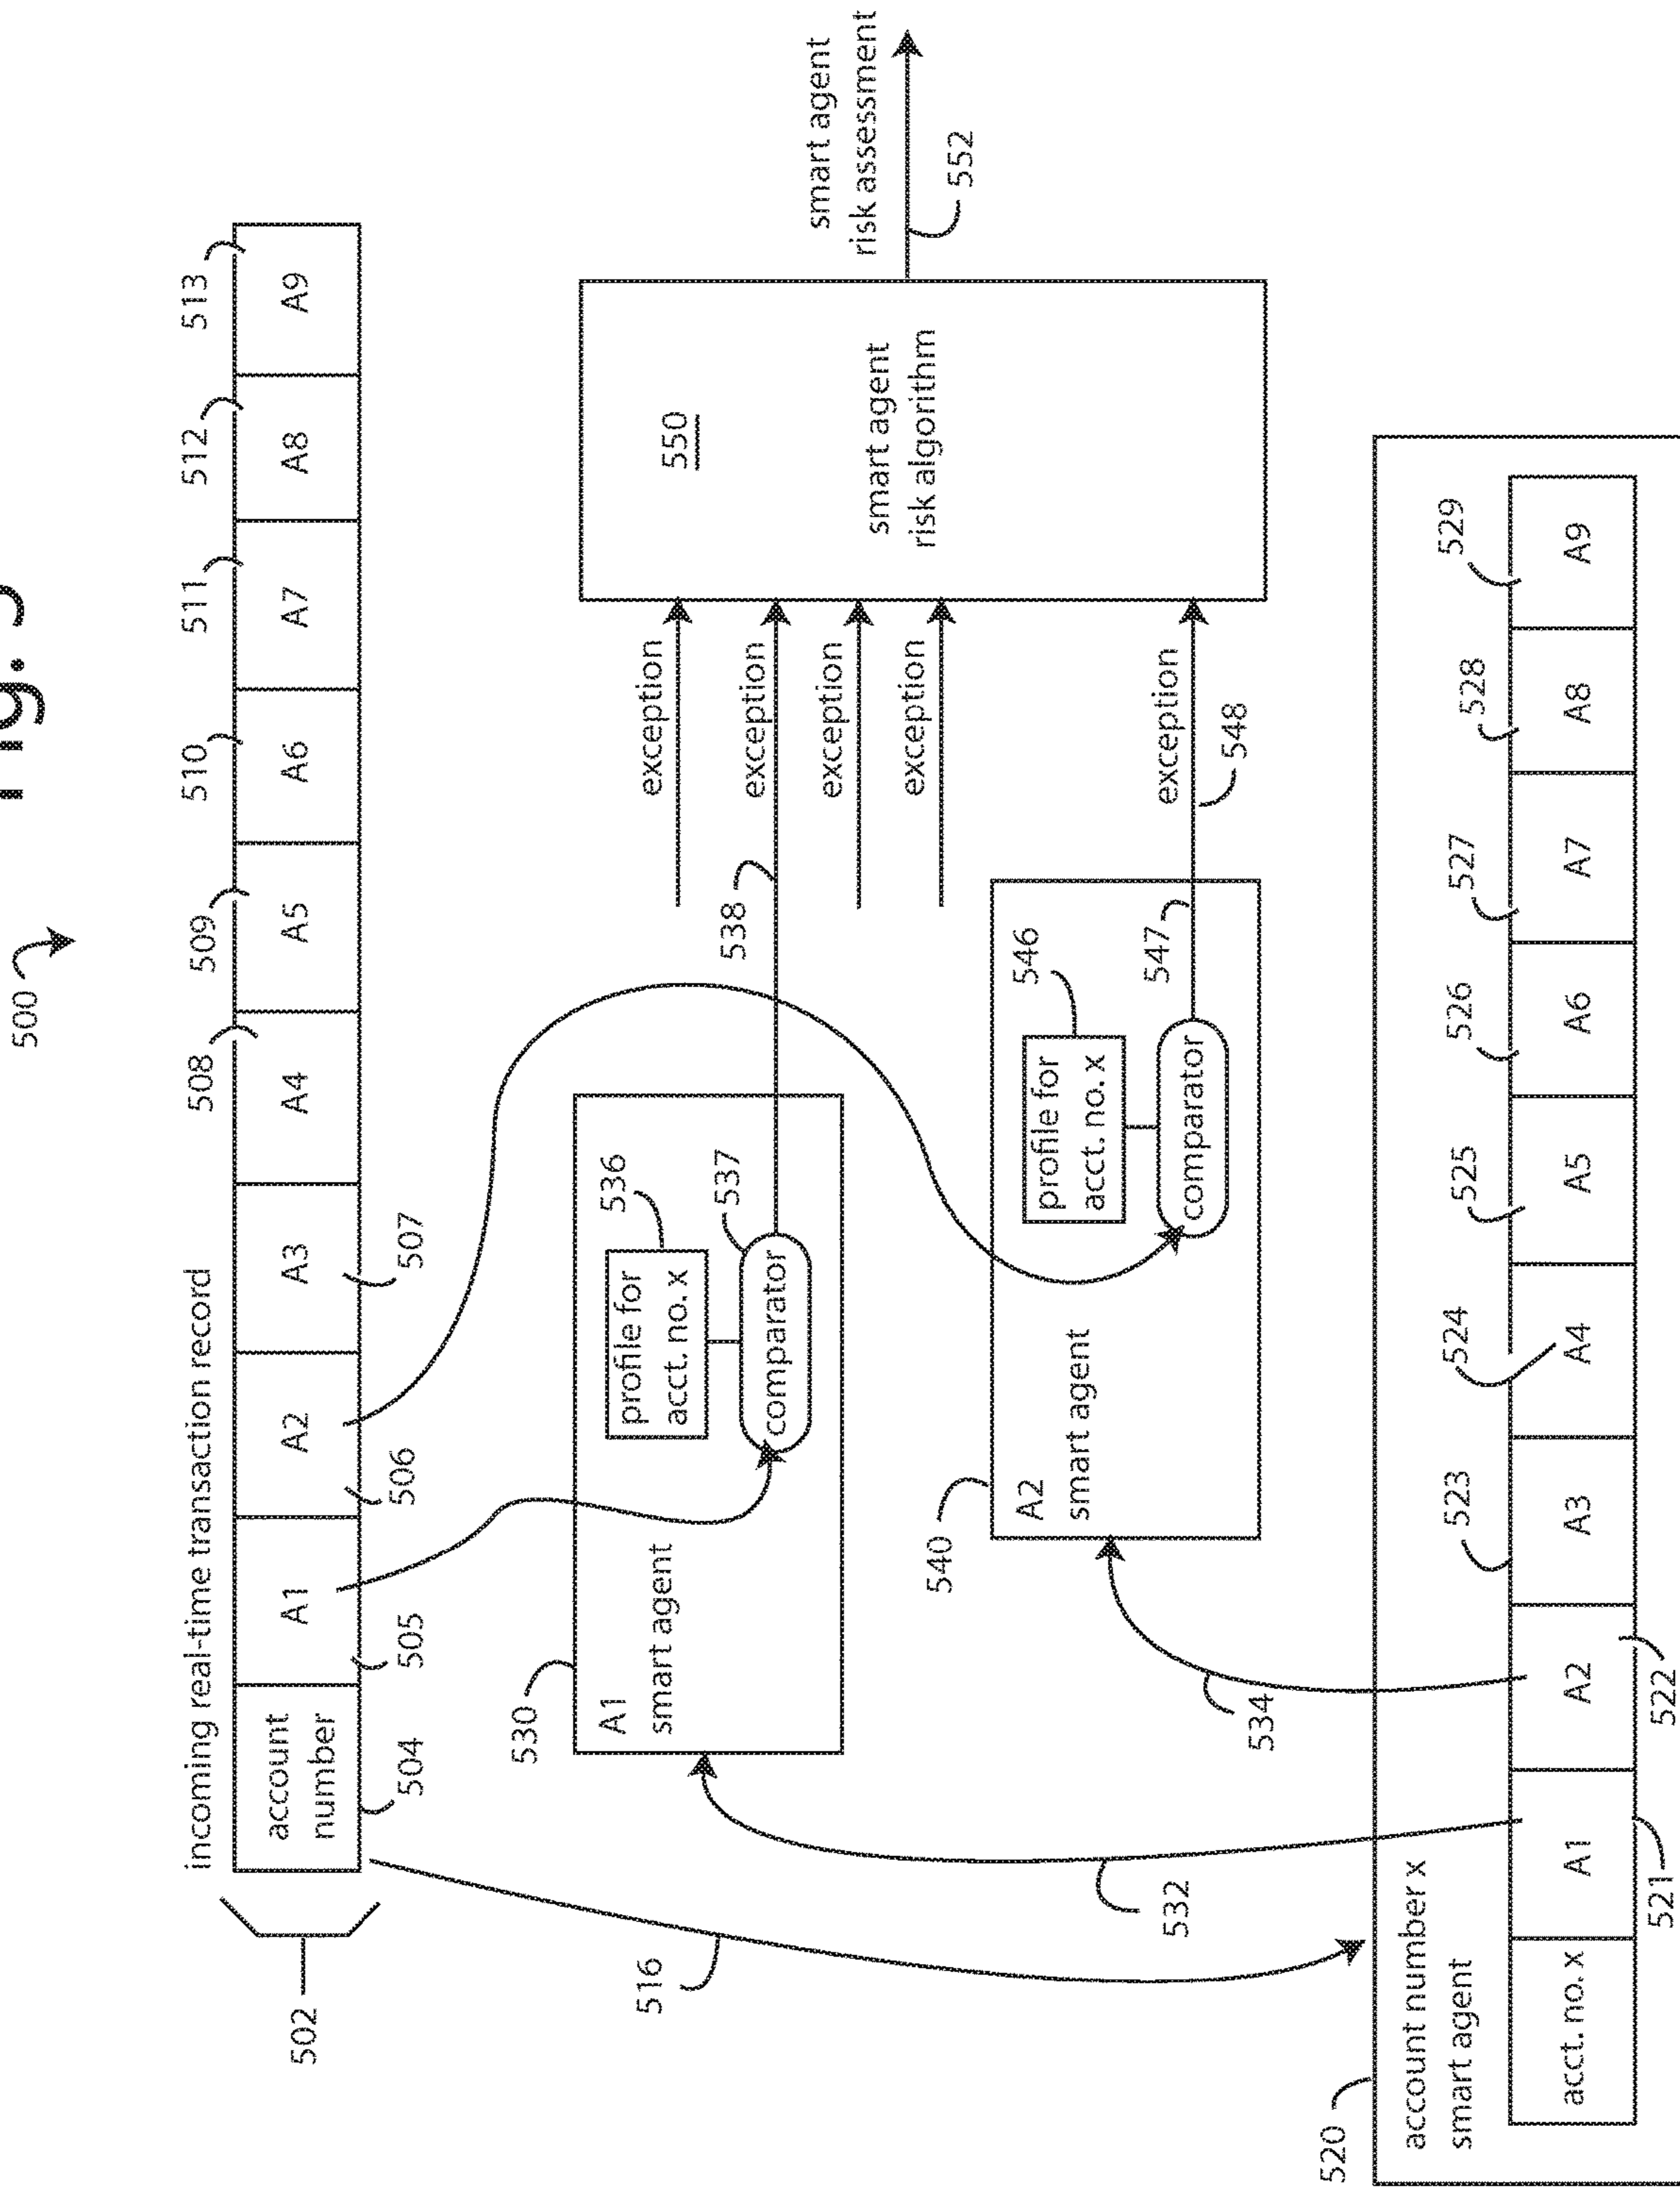 Fig. 5
500
incoming real-time transaction record
502
account
number
A1
A2
A3
A4
A5
A6
A7
A8
A9
504
505
506
507
508
509
510
511
512
513
516
530
A1
smart agent
profile for
acct. no. x
536
comparator
537
538
exception
exception
exception
exception
550
smart agent
risk algorithm
smart agent
risk assessment
552
540
A2
smart agent
profile for
acct. no. x
546
comparator
547
exception
548
532
534
520
account number x
smart agent
523
524
525
526
527
528
529
acct. no. x
A1
A2
A3
A4
A5
A6
A7
A8
A9
521
522